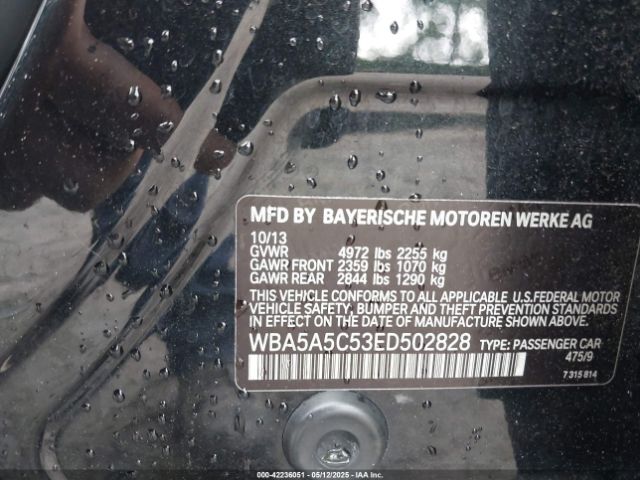 MFD BY BAYERISCHE MOTOREN WERKE AG
10/13
GVWR 4972 lbs 2255 kg
GAWR FRONT 2359 lbs 1070 kg
GAWR REAR 2844 lbs 1290 kg
THIS VEHICLE CONFORMS TO ALL APPLICABLE U.S.FEDERAL MOTOR
VEHICLE SAFETY, BUMPER AND THEFT PREVENTION STANDARDS
IN EFFECT ON THE DATE OF MANUFACTURE SHOWN ABOVE.
WBA5A5C53ED502828 TYPE: PASSENGER CAR
475/9
7 315 814
000-42236051 - 05/12/2025 - © IAA, Inc.